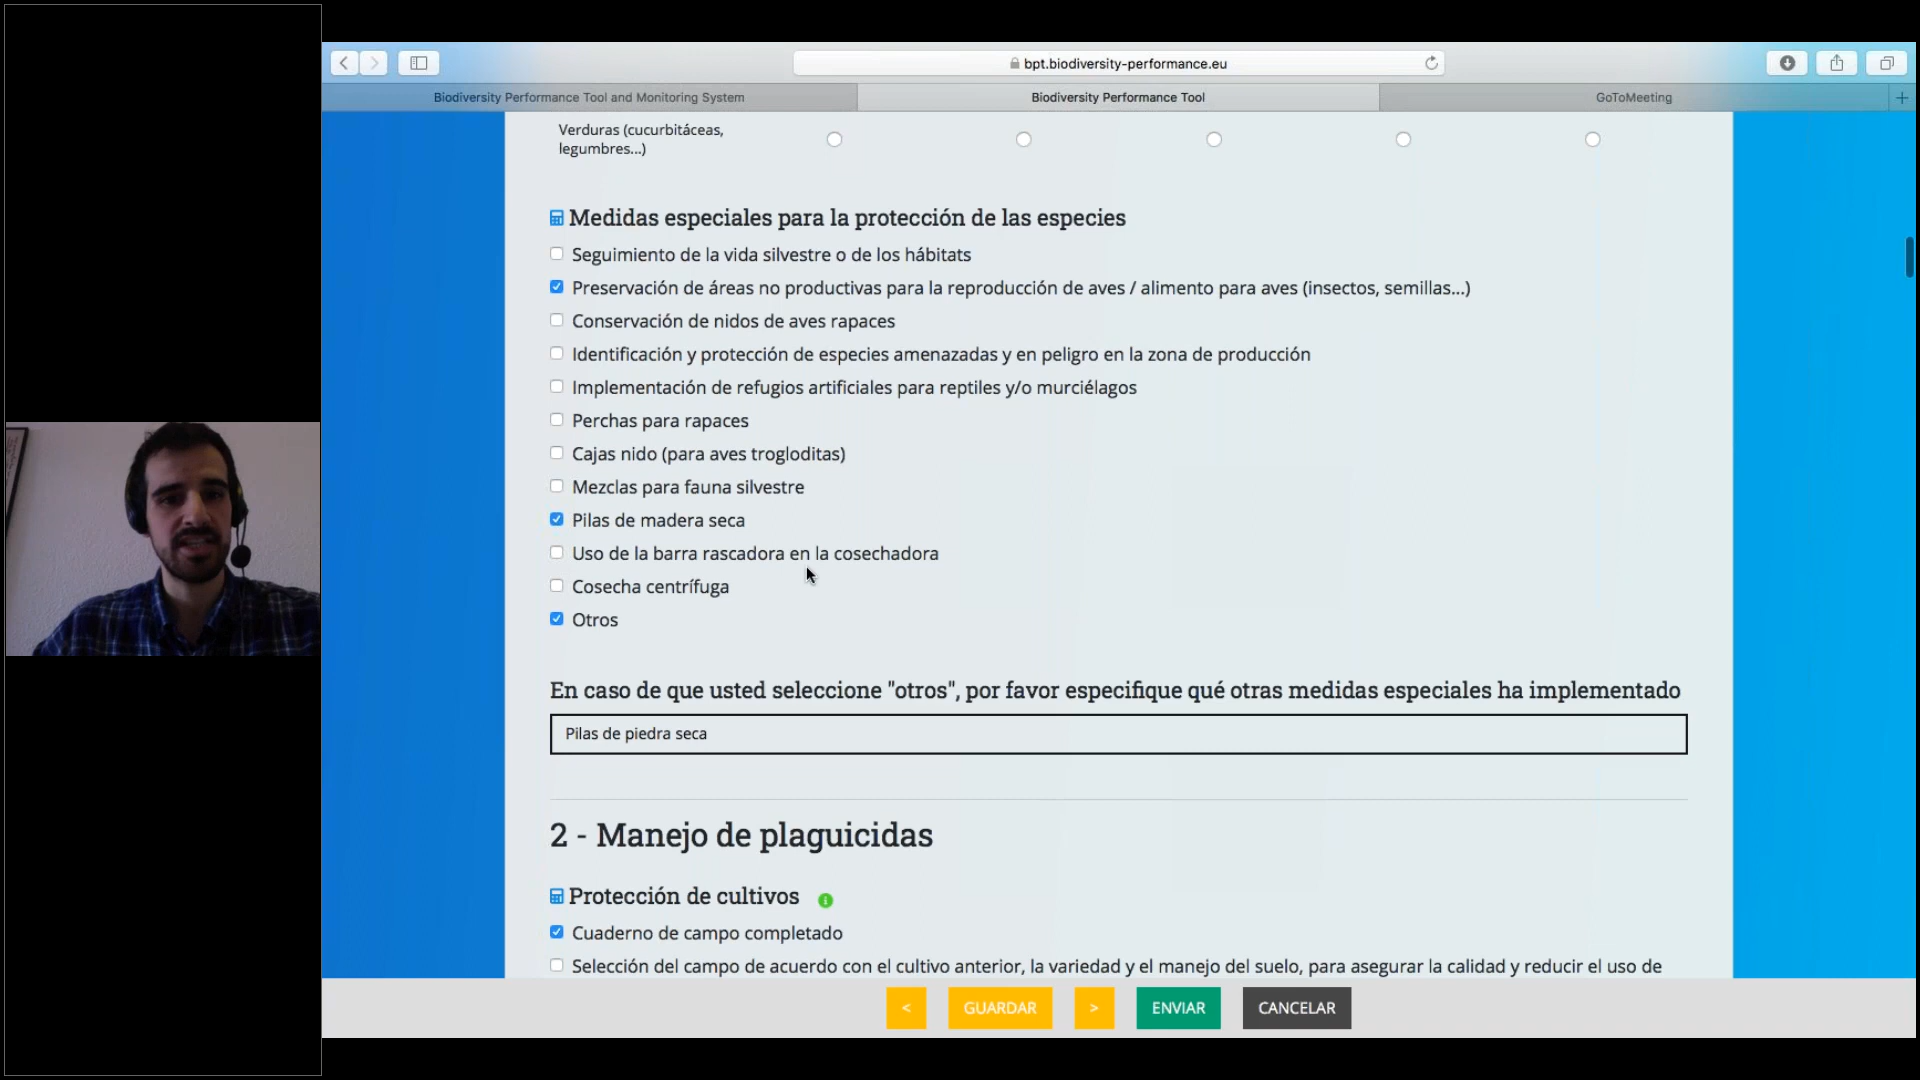 bpt.biodiversity-performance.eu
Biodiversity Performance Tool and Monitoring System
Biodiversity Performance Tool
GoToMeeting
Verduras (cucurbitáceas,
legumbres...)
Medidas especiales para la protección de las especies
Seguimiento de la vida silvestre o de los hábitats
Preservación de áreas no productivas para la reproducción de aves / alimento para aves (insectos, semillas...)
Conservación de nidos de aves rapaces
Identificación y protección de especies amenazadas y en peligro en la zona de producción
Implementación de refugios artificiales para reptiles y/o murciélagos
Perchas para rapaces
Cajas nido (para aves trogloditas)
Mezclas para fauna silvestre
Pilas de madera seca
Uso de la barra rascadora en la cosechadora
Cosecha centrífuga
Otros
En caso de que usted seleccione "otros", por favor especifique qué otras medidas especiales ha implementado
Pilas de piedra seca
2 - Manejo de plaguicidas
Protección de cultivos
Cuaderno de campo completado
Selección del campo de acuerdo con el cultivo anterior, la variedad y el manejo del suelo, para asegurar la calidad y reducir el uso de
< GUARDAR > ENVIAR CANCELAR